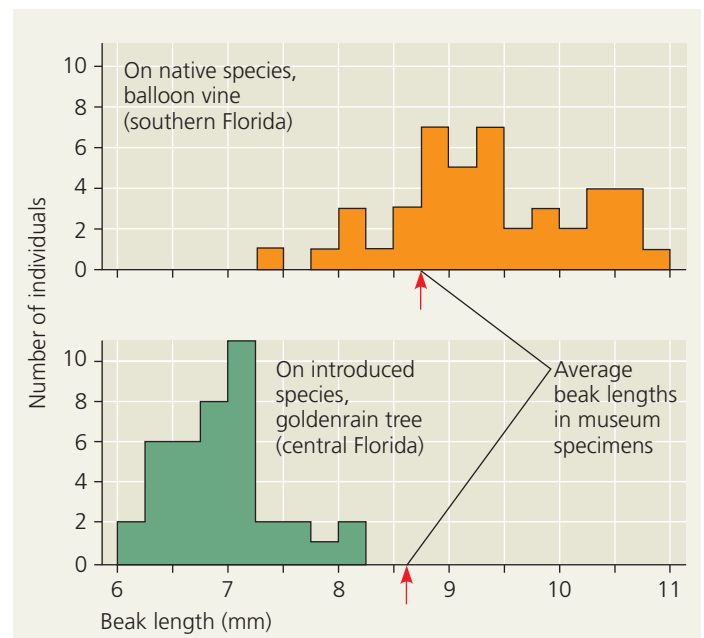 10
8
6
4
2
0
On native species,
balloon vine
(southern Florida)
Number of individuals
10
8
6
4
2
0
On introduced
species,
goldenrain tree
(central Florida)
Average
beak lengths
in museum
specimens
6 7 8 9 10 11
Beak length (mm)